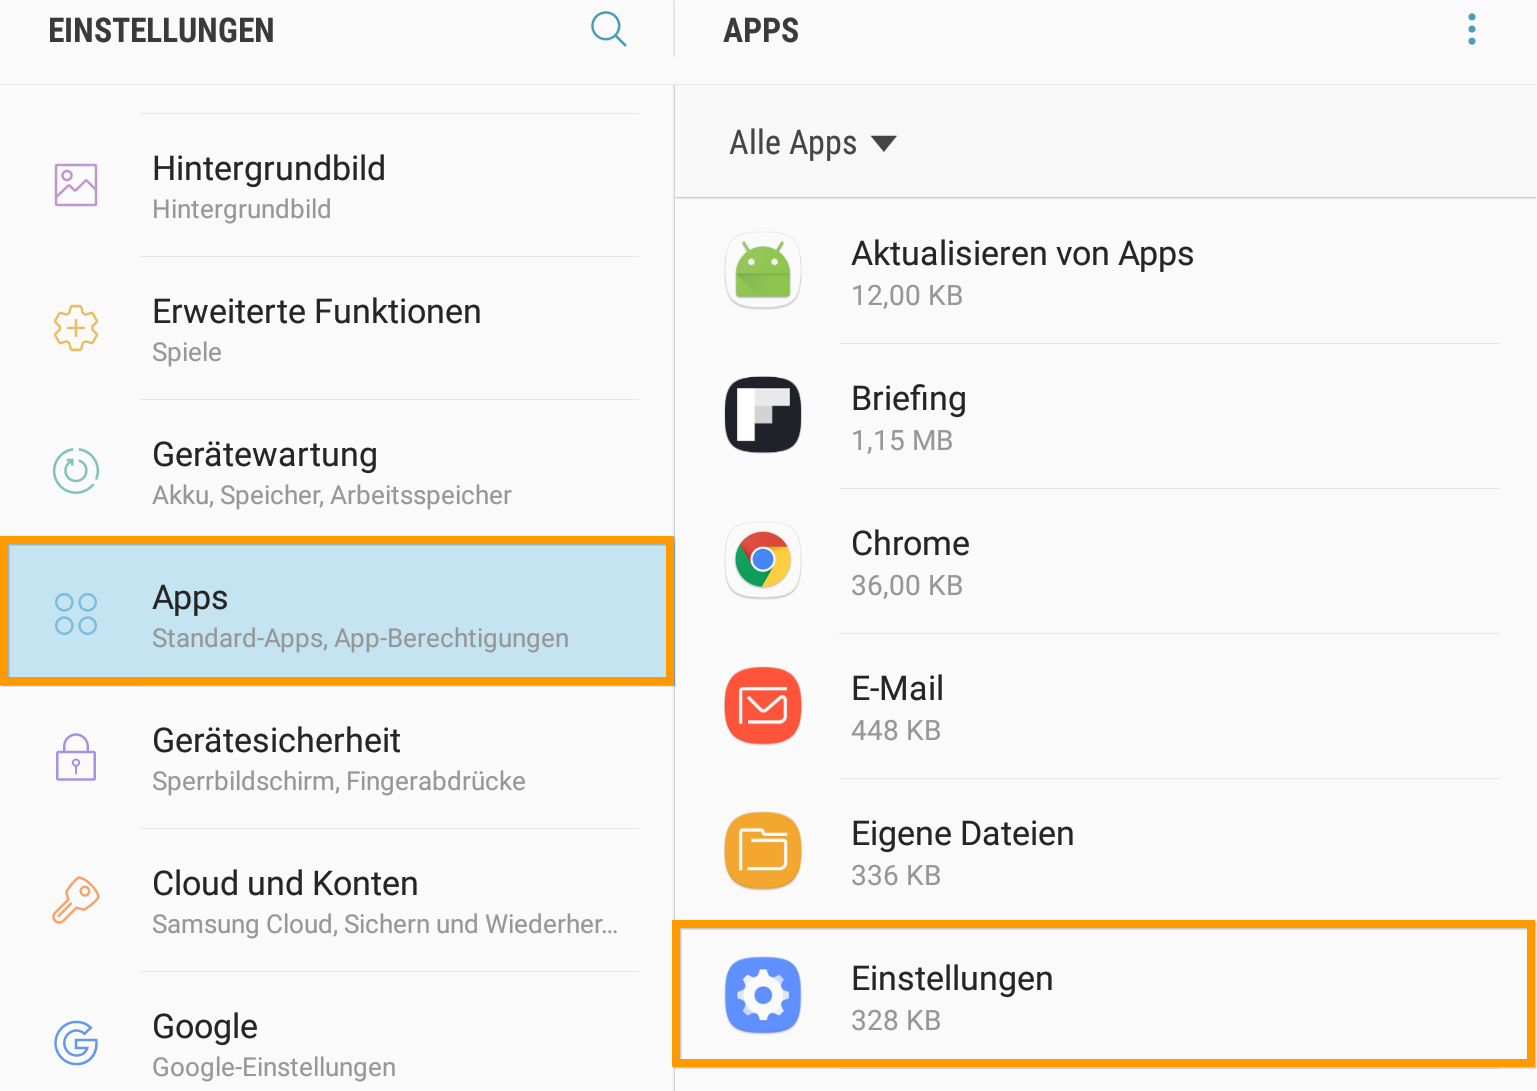 EINSTELLUNGEN
Hintergrundbild
Hintergrundbild
Erweiterte Funktionen
Spiele
Gerätewartung
Akku, Speicher, Arbeitsspeicher
Apps
Standard-Apps, App-Berechtigungen
Gerätesicherheit
Sperrbildschirm, Fingerabdrücke
Cloud und Konten
Samsung Cloud, Sichern und Wiederher...
Google
Google-Einstellungen
APPS
Alle Apps
Aktualisieren von Apps
12,00 KB
Briefing
1,15 MB
Chrome
36,00 KB
E-Mail
448 KB
Eigene Dateien
336 KB
Einstellungen
328 KB